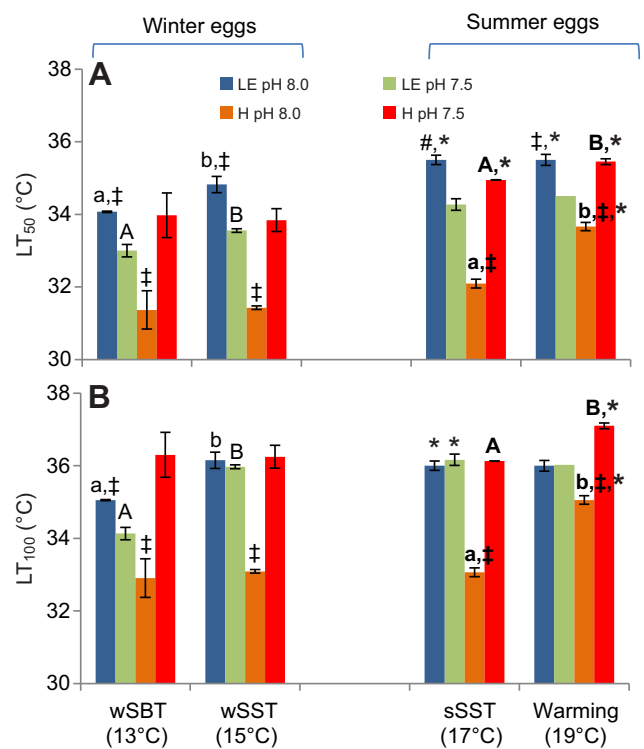 Winter eggs
Summer eggs
A
38
36
34
32
30
LT50 (°C)
LE pH 8.0
LE pH 7.5
H pH 8.0
H pH 7.5
a,‡
A
‡
b,‡
B
‡
#,*
a,‡
A,*
‡,*
b,‡,*
B,*
B
38
36
34
32
30
LT100 (°C)
a,‡
A
‡
b
B
‡
*
*
a,‡
A
b,‡,*
B,*
wSBT
(13°C)
wSST
(15°C)
sSST
(17°C)
Warming
(19°C)